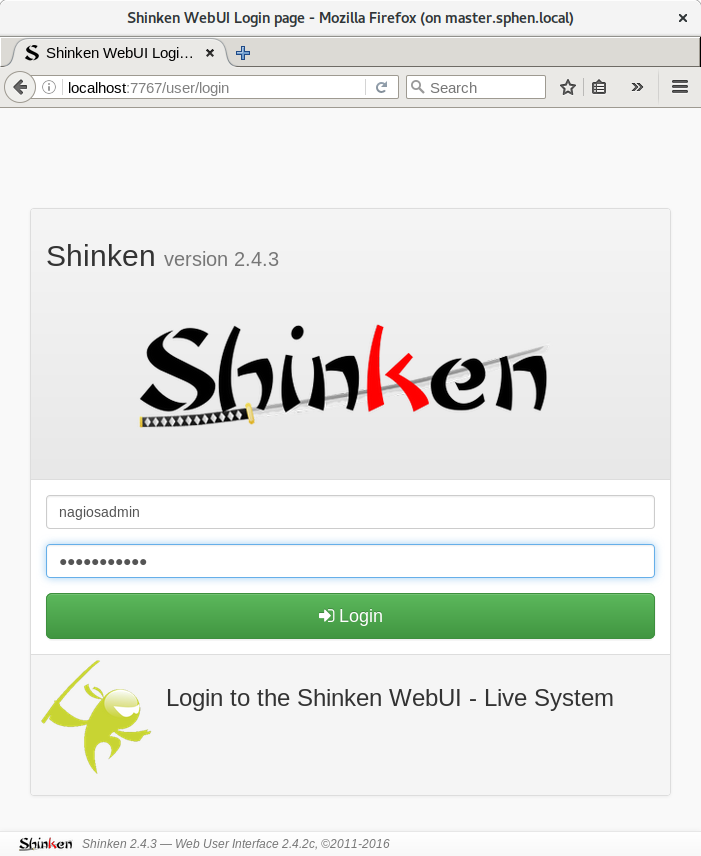 Shinken WebUI Login page - Mozilla Firefox (on master.sphen.local)
Shinken WebUI Logi…
localhost:7767/user/login
Search
Shinken version 2.4.3
Shinken
nagiosadmin
Login
Login to the Shinken WebUI - Live System
Shinken Shinken 2.4.3 — Web User Interface 2.4.2c, ©2011-2016